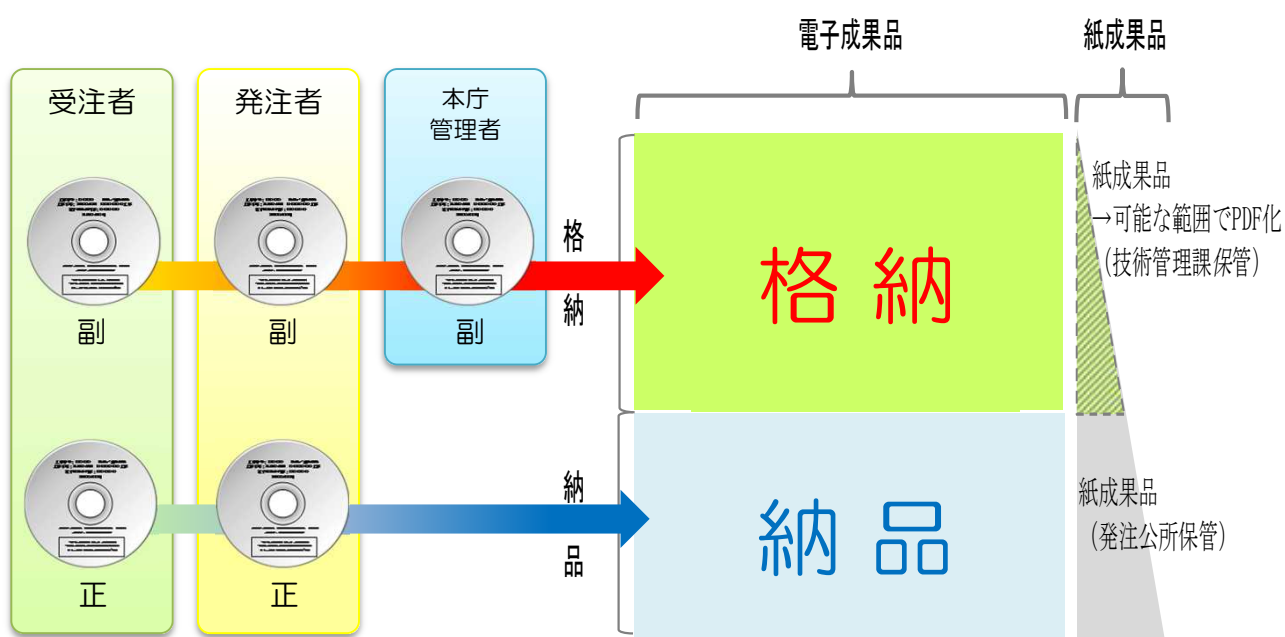 電子成果品
紙成果品
受注者
発注者
本庁
管理者
格
納
副
副
副
格納
紙成果品
→可能な範囲でPDF化
（技術管理課保管）
納
品
正
正
納品
紙成果品
（発注公所保管）